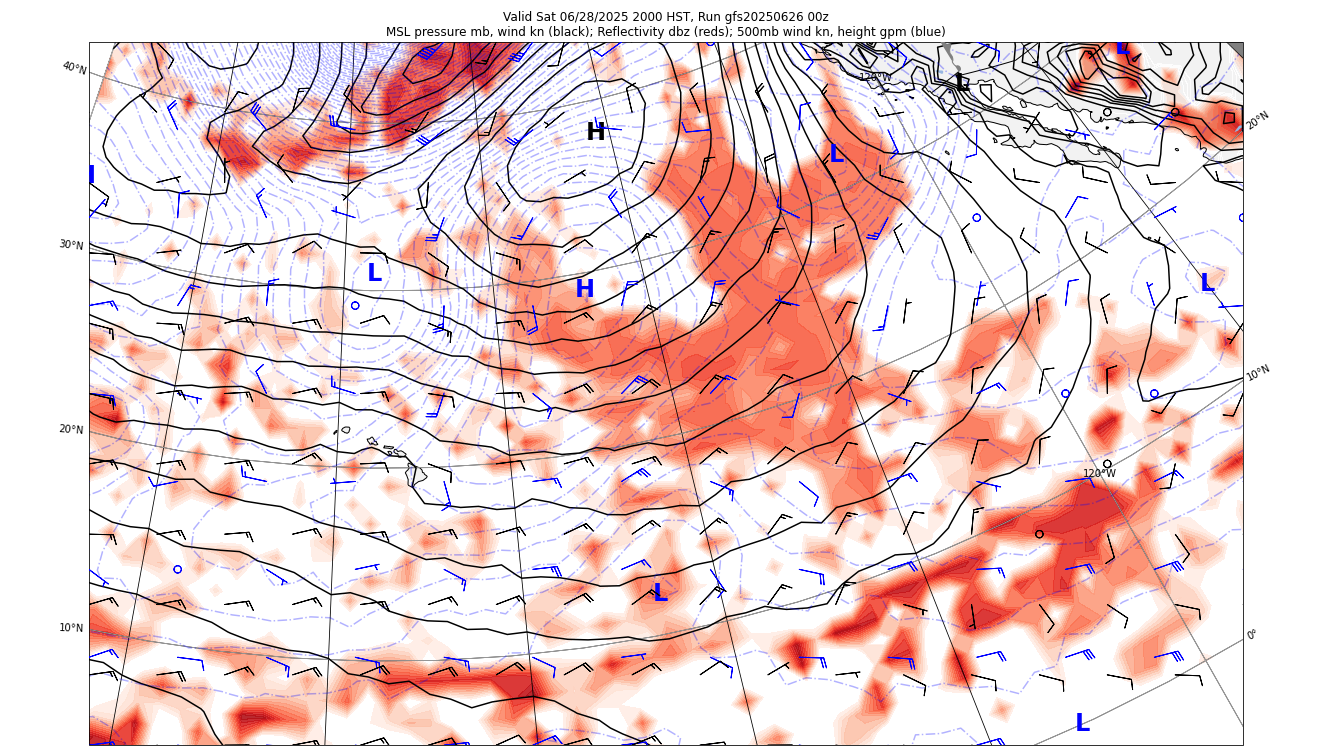 Valid Sat 06/28/2025 2000 HST, Run gfs20250626 00z
MSL pressure mb, wind kn (black); Reflectivity dbz (reds); 500mb wind kn, height gpm (blue)
L
40°N
120°W
L
20°N
H
L
30°N
L
H
L
10°N
20°N
120°W
L
10°N
0°
L